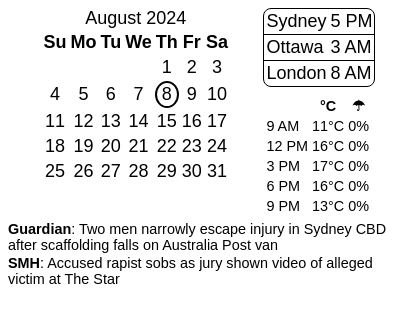 August 2024
Su Mo Tu We Th Fr Sa
1 2 3
4 5 6 7 8 9 10
11 12 13 14 15 16 17
18 19 20 21 22 23 24
25 26 27 28 29 30 31
Sydney 5 PM
Ottawa 3 AM
London 8 AM
°C ☂
9 AM 11°C 0%
12 PM 16°C 0%
3 PM 17°C 0%
6 PM 16°C 0%
9 PM 13°C 0%
Guardian: Two men narrowly escape injury in Sydney CBD
after scaffolding falls on Australia Post van
SMH: Accused rapist sobs as jury shown video of alleged
victim at The Star